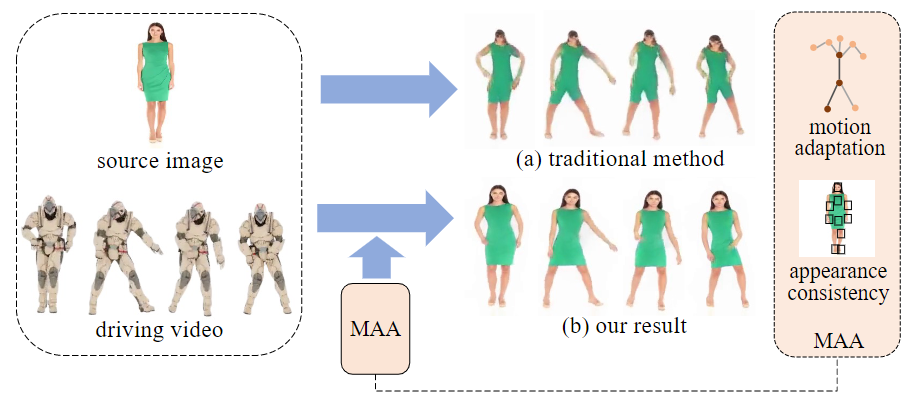 source image
driving video
(a) traditional method
(b) our result
MAA
motion
adaptation
appearance
consistency
MAA